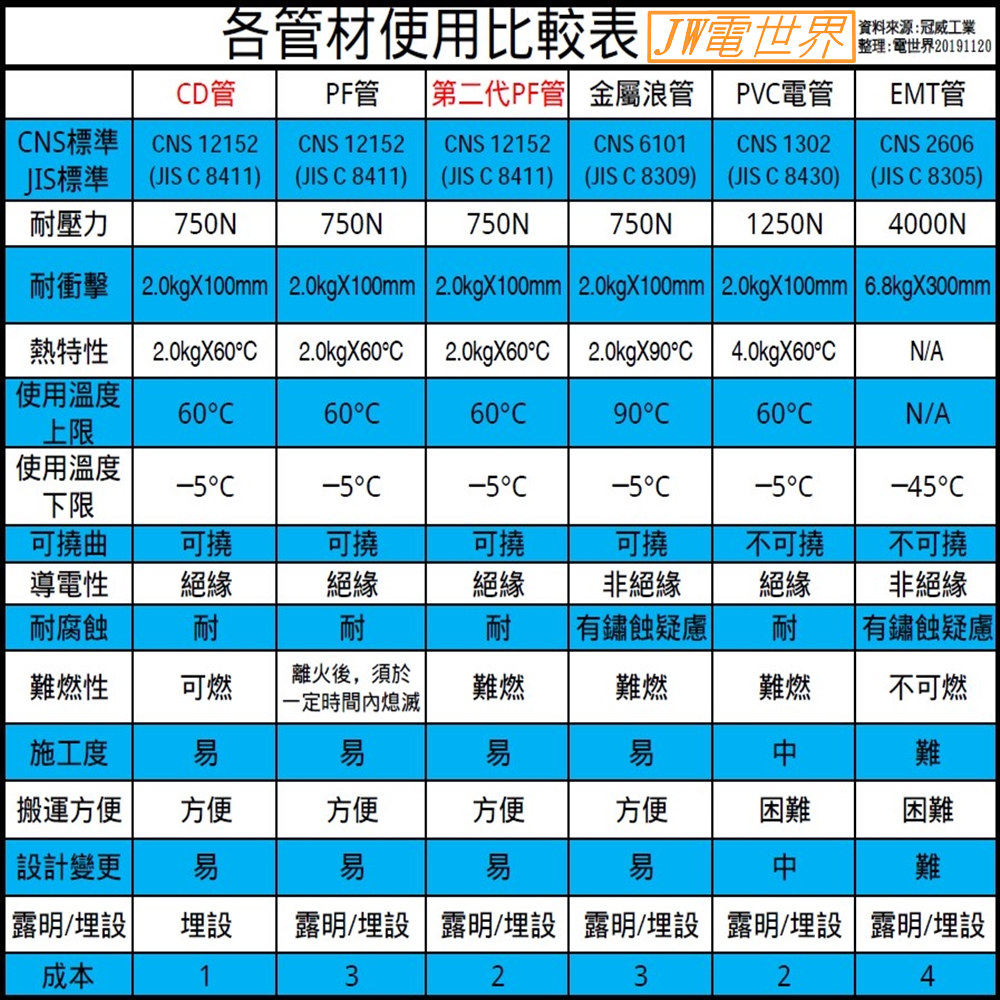 各管材使用比較表 JW電世界 資料來源:冠威工業
整理:電世界20191120
CD管 PF管 第二代PF管 金屬浪管 PVC電管 EMT管
CNS標準 CNS 12152 CNS 12152 CNS 12152 CNS 6101 CNS 1302 CNS 2606
JIS標準 (JIS C 8411) (JIS C 8411) (JIS C 8411) (JIS C 8309) (JIS C 8430) (JIS C 8305)
耐壓力 750N 750N 750N 750N 1250N 4000N
耐衝擊 2.0kgX100mm 2.0kgX100mm 2.0kgX100mm 2.0kgX100mm 2.0kgX100mm 6.8kgX300mm
熱特性 2.0kgX60°C 2.0kgX60°C 2.0kgX60°C 2.0kgX90°C 4.0kgX60°C N/A
使用溫度
上限 60°C 60°C 60°C 90°C 60°C N/A
使用溫度
下限 −5°C −5°C −5°C −5°C −5°C −45°C
可撓曲 可撓 可撓 可撓 可撓 不可撓 不可撓
導電性 絕緣 絕緣 絕緣 非絕緣 絕緣 非絕緣
耐腐蝕 耐 耐 耐 有鏽蝕疑慮 耐 有鏽蝕疑慮
難燃性 可燃 離火後，須於 難燃 難燃 難燃 不可燃
一定時間內熄滅
施工度 易 易 易 易 中 難
搬運方便 方便 方便 方便 方便 困難 困難
設計變更 易 易 易 易 中 難
露明/埋設 埋設 露明/埋設 露明/埋設 露明/埋設 露明/埋設 露明/埋設
成本 1 3 2 3 2 4